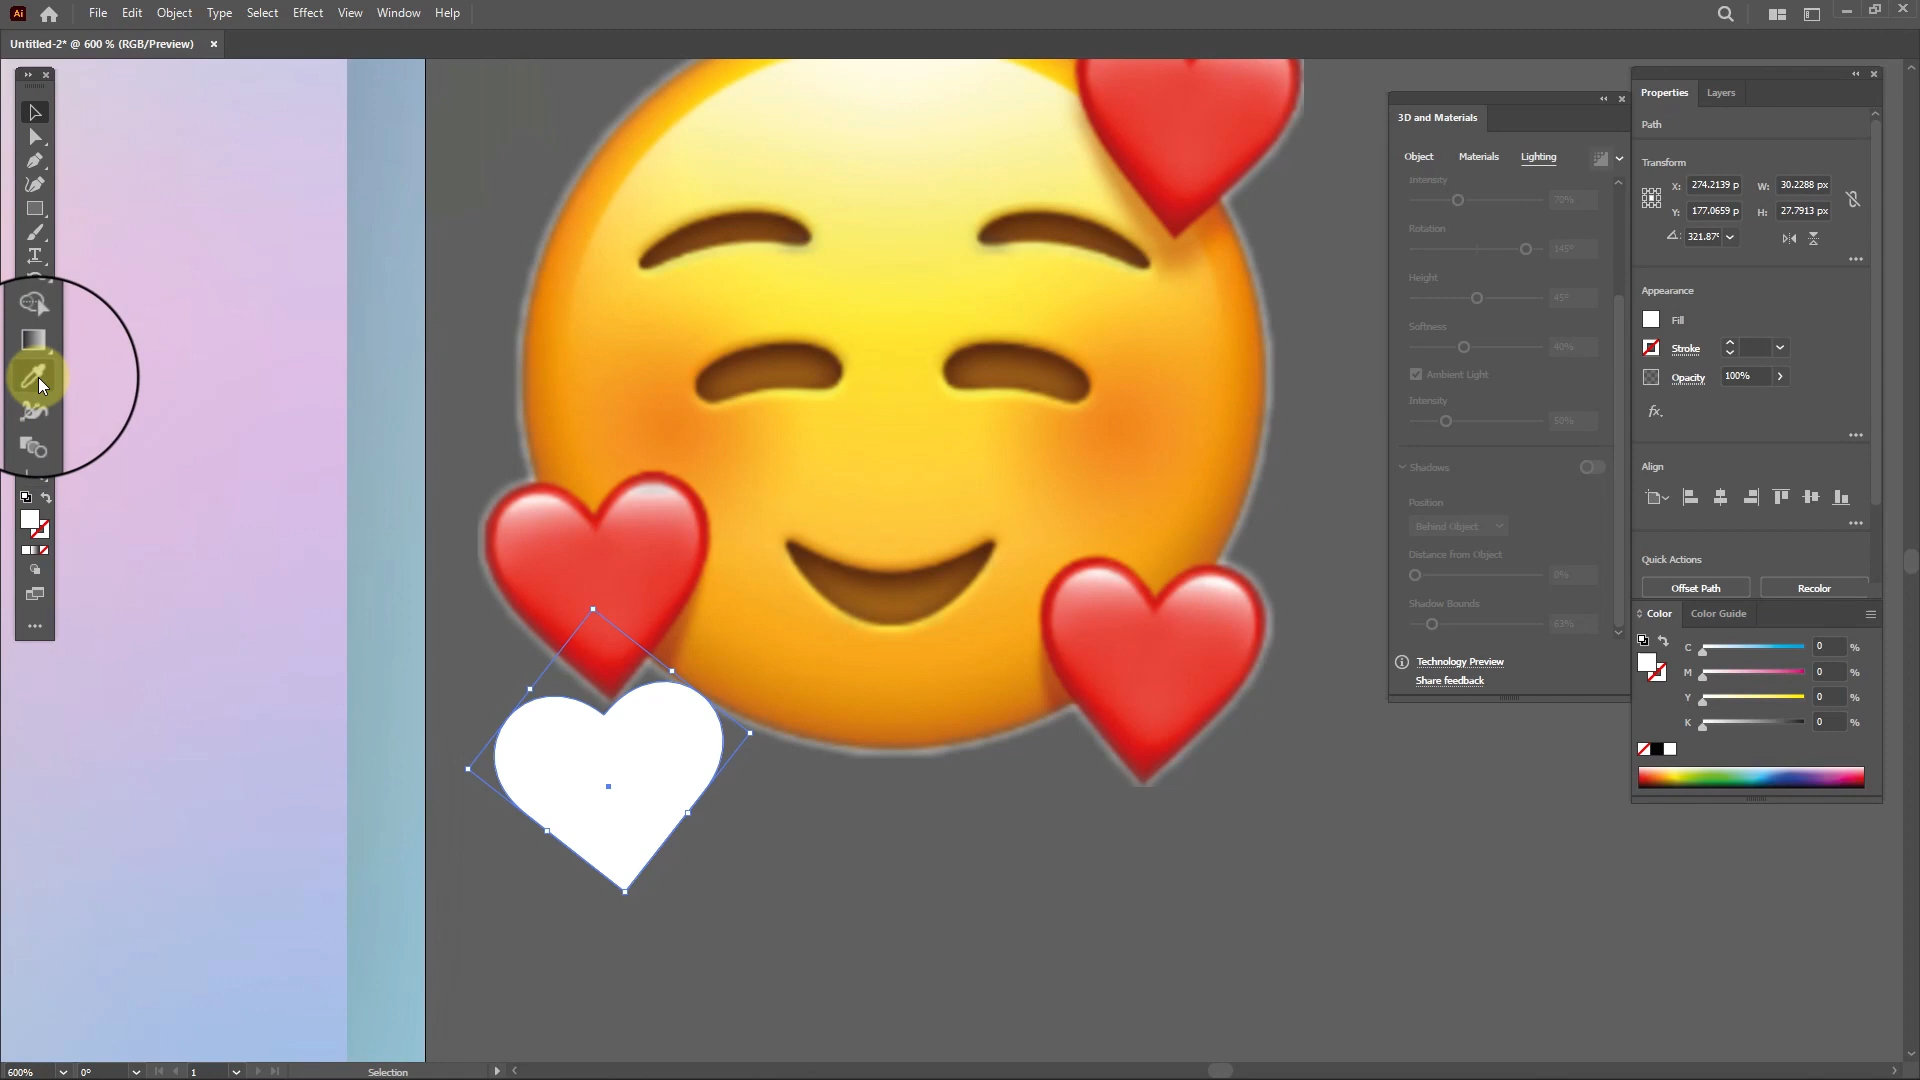 Ai File Edit Object Type Select Effect View Window Help
Untitled-2* @ 600 % (RGB/Preview) ×
Properties Layers
Path
Transform
X: 274.2139 p W: 30.2288 px
Y: 177.0659 p H: 27.7913 px
321.87°
Appearance
Fill
Stroke
Opacity 100%
fx.
Align
Quick Actions
Offset Path Recolor
Color Color Guide
C 0 %
M 0 %
Y 0 %
K 0 %
3D and Materials
Object Materials Lighting
Intensity
70%
Rotation
145°
Height
45°
Softness
40%
Ambient Light
Intensity
50%
Shadows
Position
Behind Object
Distance from Object
0%
Shadow Bounds
63%
Technology Preview
Share feedback
600% 0° 1 Selection